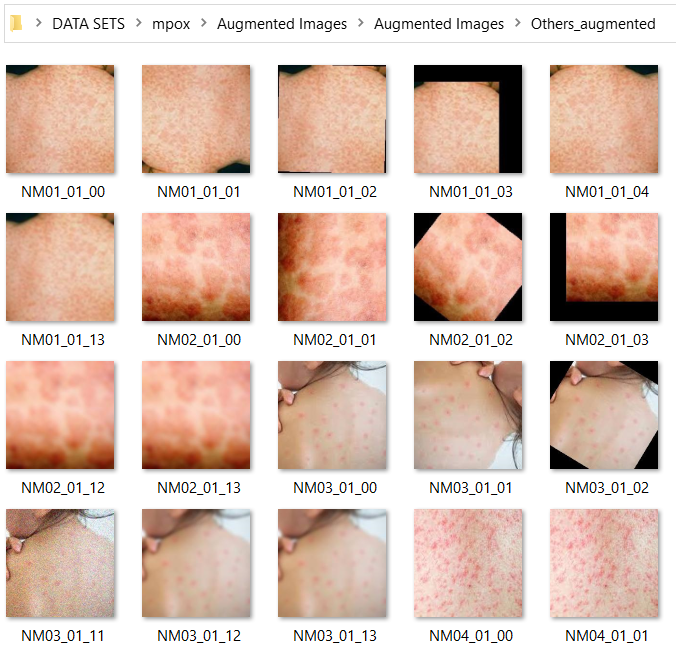 DATA SETS > mpox > Augmented Images > Augmented Images > Others_augmented
NM01_01_00 NM01_01_01 NM01_01_02 NM01_01_03 NM01_01_04
NM01_01_13 NM02_01_00 NM02_01_01 NM02_01_02 NM02_01_03
NM02_01_12 NM02_01_13 NM03_01_00 NM03_01_01 NM03_01_02
NM03_01_11 NM03_01_12 NM03_01_13 NM04_01_00 NM04_01_01